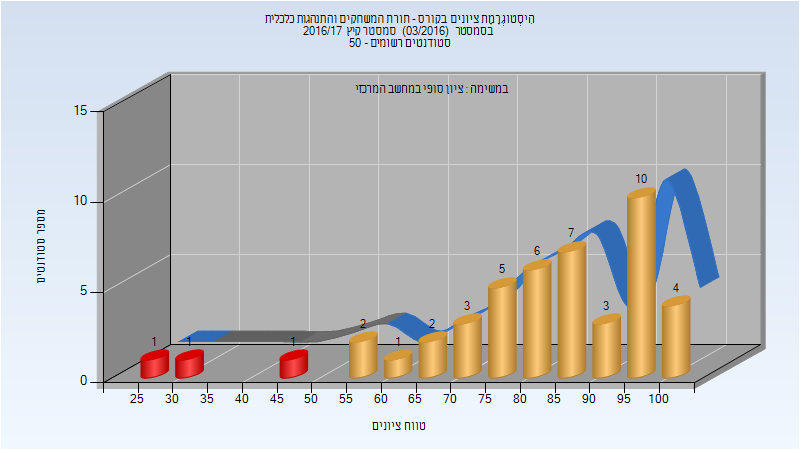 הִיסְטוֹגְרַמַת ציונים בקורס - תורת המשחקים והתנהגות כלכלית
בסמסטר (03/2016) סמסטר קיץ 2016/17
סטודנטים רשומים - 50
במשימה : ציון סופי במחשב המרכזי
מספר סטודנטים
15
10
5
0
1
1
1
2
1
2
3
5
6
7
3
10
4
25 30 35 40 45 50 55 60 65 70 75 80 85 90 95 100
טווח ציונים